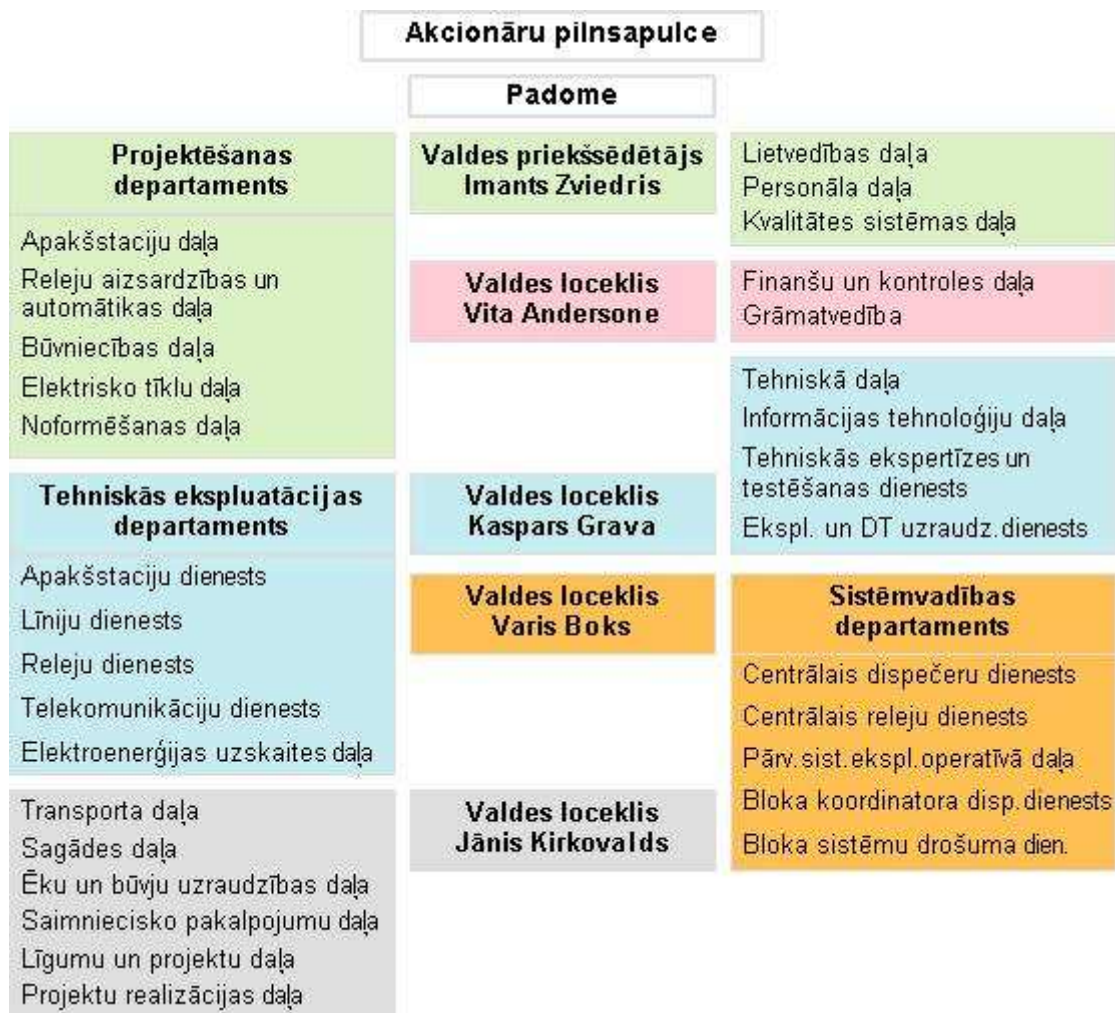 Akcionāru pilnsapulce
Padome
Projektēšanas
departaments
Apakšstaciju daļa
Releju aizsardzības un
automātikas daļa
Būvniecības daļa
Elektrisko tīklu daļa
Noformēšanas daļa
Tehniskās ekspluatācijas
departaments
Apakšstaciju dienests
Līniju dienests
Releju dienests
Telekomunikāciju dienests
Elektroenerģijas uzskaites daļa
Transporta daļa
Sagādes daļa
Ēku un būvju uzraudzības daļa
Saimniecisko pakalpojumu daļa
Līgumu un projektu daļa
Projektu realizācijas daļa
Valdes priekšsēdētājs
Imants Zviedris
Valdes loceklis
Vita Andersone
Valdes loceklis
Kaspars Grava
Valdes loceklis
Varis Boks
Valdes loceklis
Jānis Kirkovalds
Lietvedības daļa
Personāla daļa
Kvalitātes sistēmas daļa
Finanšu un kontroles daļa
Grāmatvedība
Tehniskā daļa
Informācijas tehnoloģiju daļa
Tehniskās ekspertīzes un
testēšanas dienests
Ekspl. un DT uzraudz. dienests
Sistēmvadības
departaments
Centrālais dispečeru dienests
Centrālais releju dienests
Pārv.sist.ekspl.operatīvā daļa
Bloka koordinatora disp.dienests
Bloka sistēmu drošuma dien.